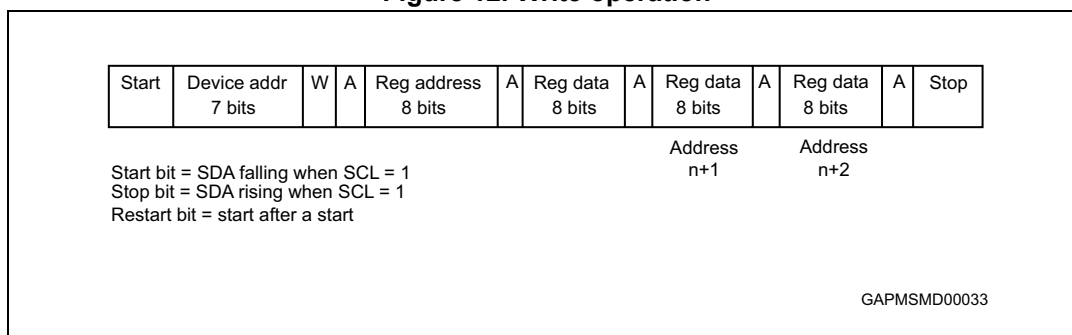 Figure 12. Write operation
Start Device addr W A Reg address A Reg data A Reg data A Reg data A Stop
7 bits 8 bits 8 bits 8 bits 8 bits
Address Address
n+1 n+2
Start bit = SDA falling when SCL = 1
Stop bit = SDA rising when SCL = 1
Restart bit = start after a start
GAPMSMD00033